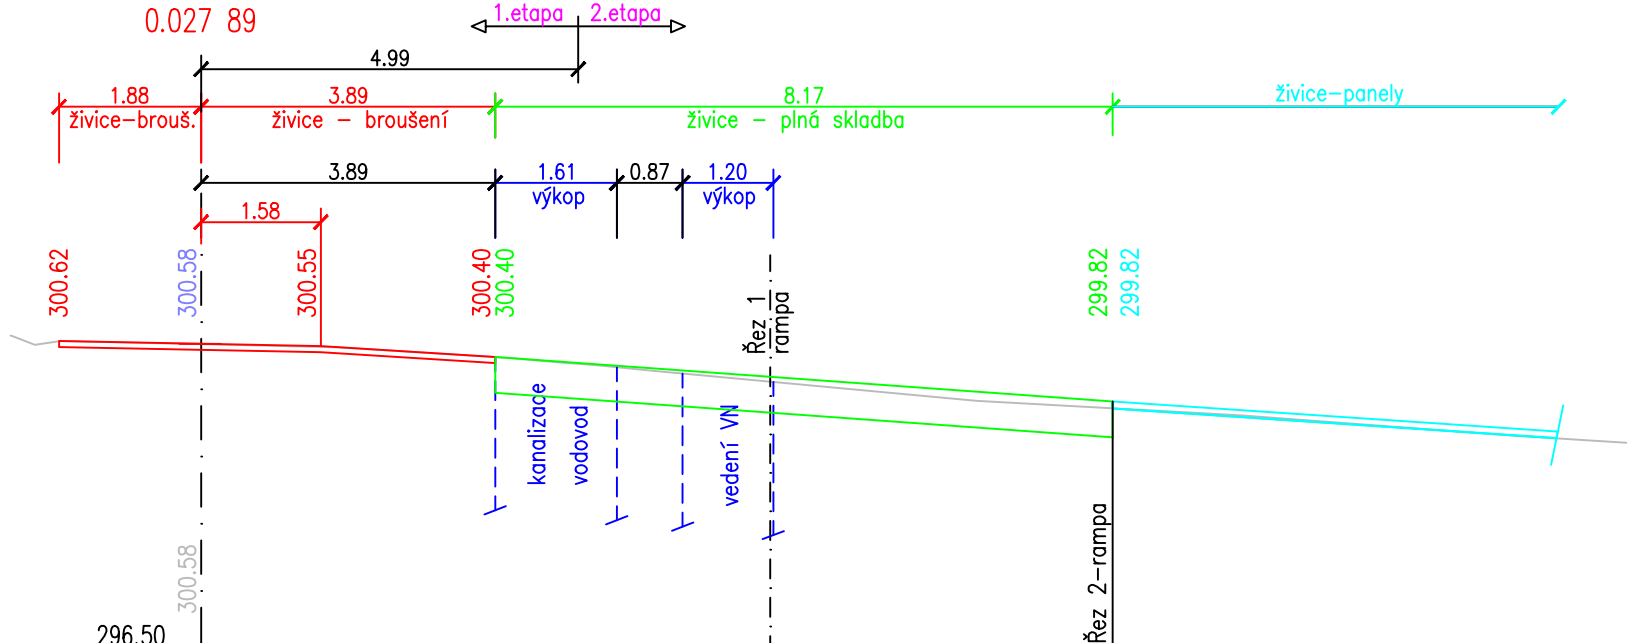 0.027 89
1.etapa
2.etapa
4.99
1.88
3.89
8.17
živice-panely
živice-brouš.
živice - broušení
živice - plná skladba
3.89
1.61
0.87
1.20
výkop
výkop
1.58
300.62
300.58
300.55
300.40
300.40
299.82
299.82
Řez 1
rampa
kanalizace
vodovod
vedení VN
Řez 2-rampa
300.58
296.50